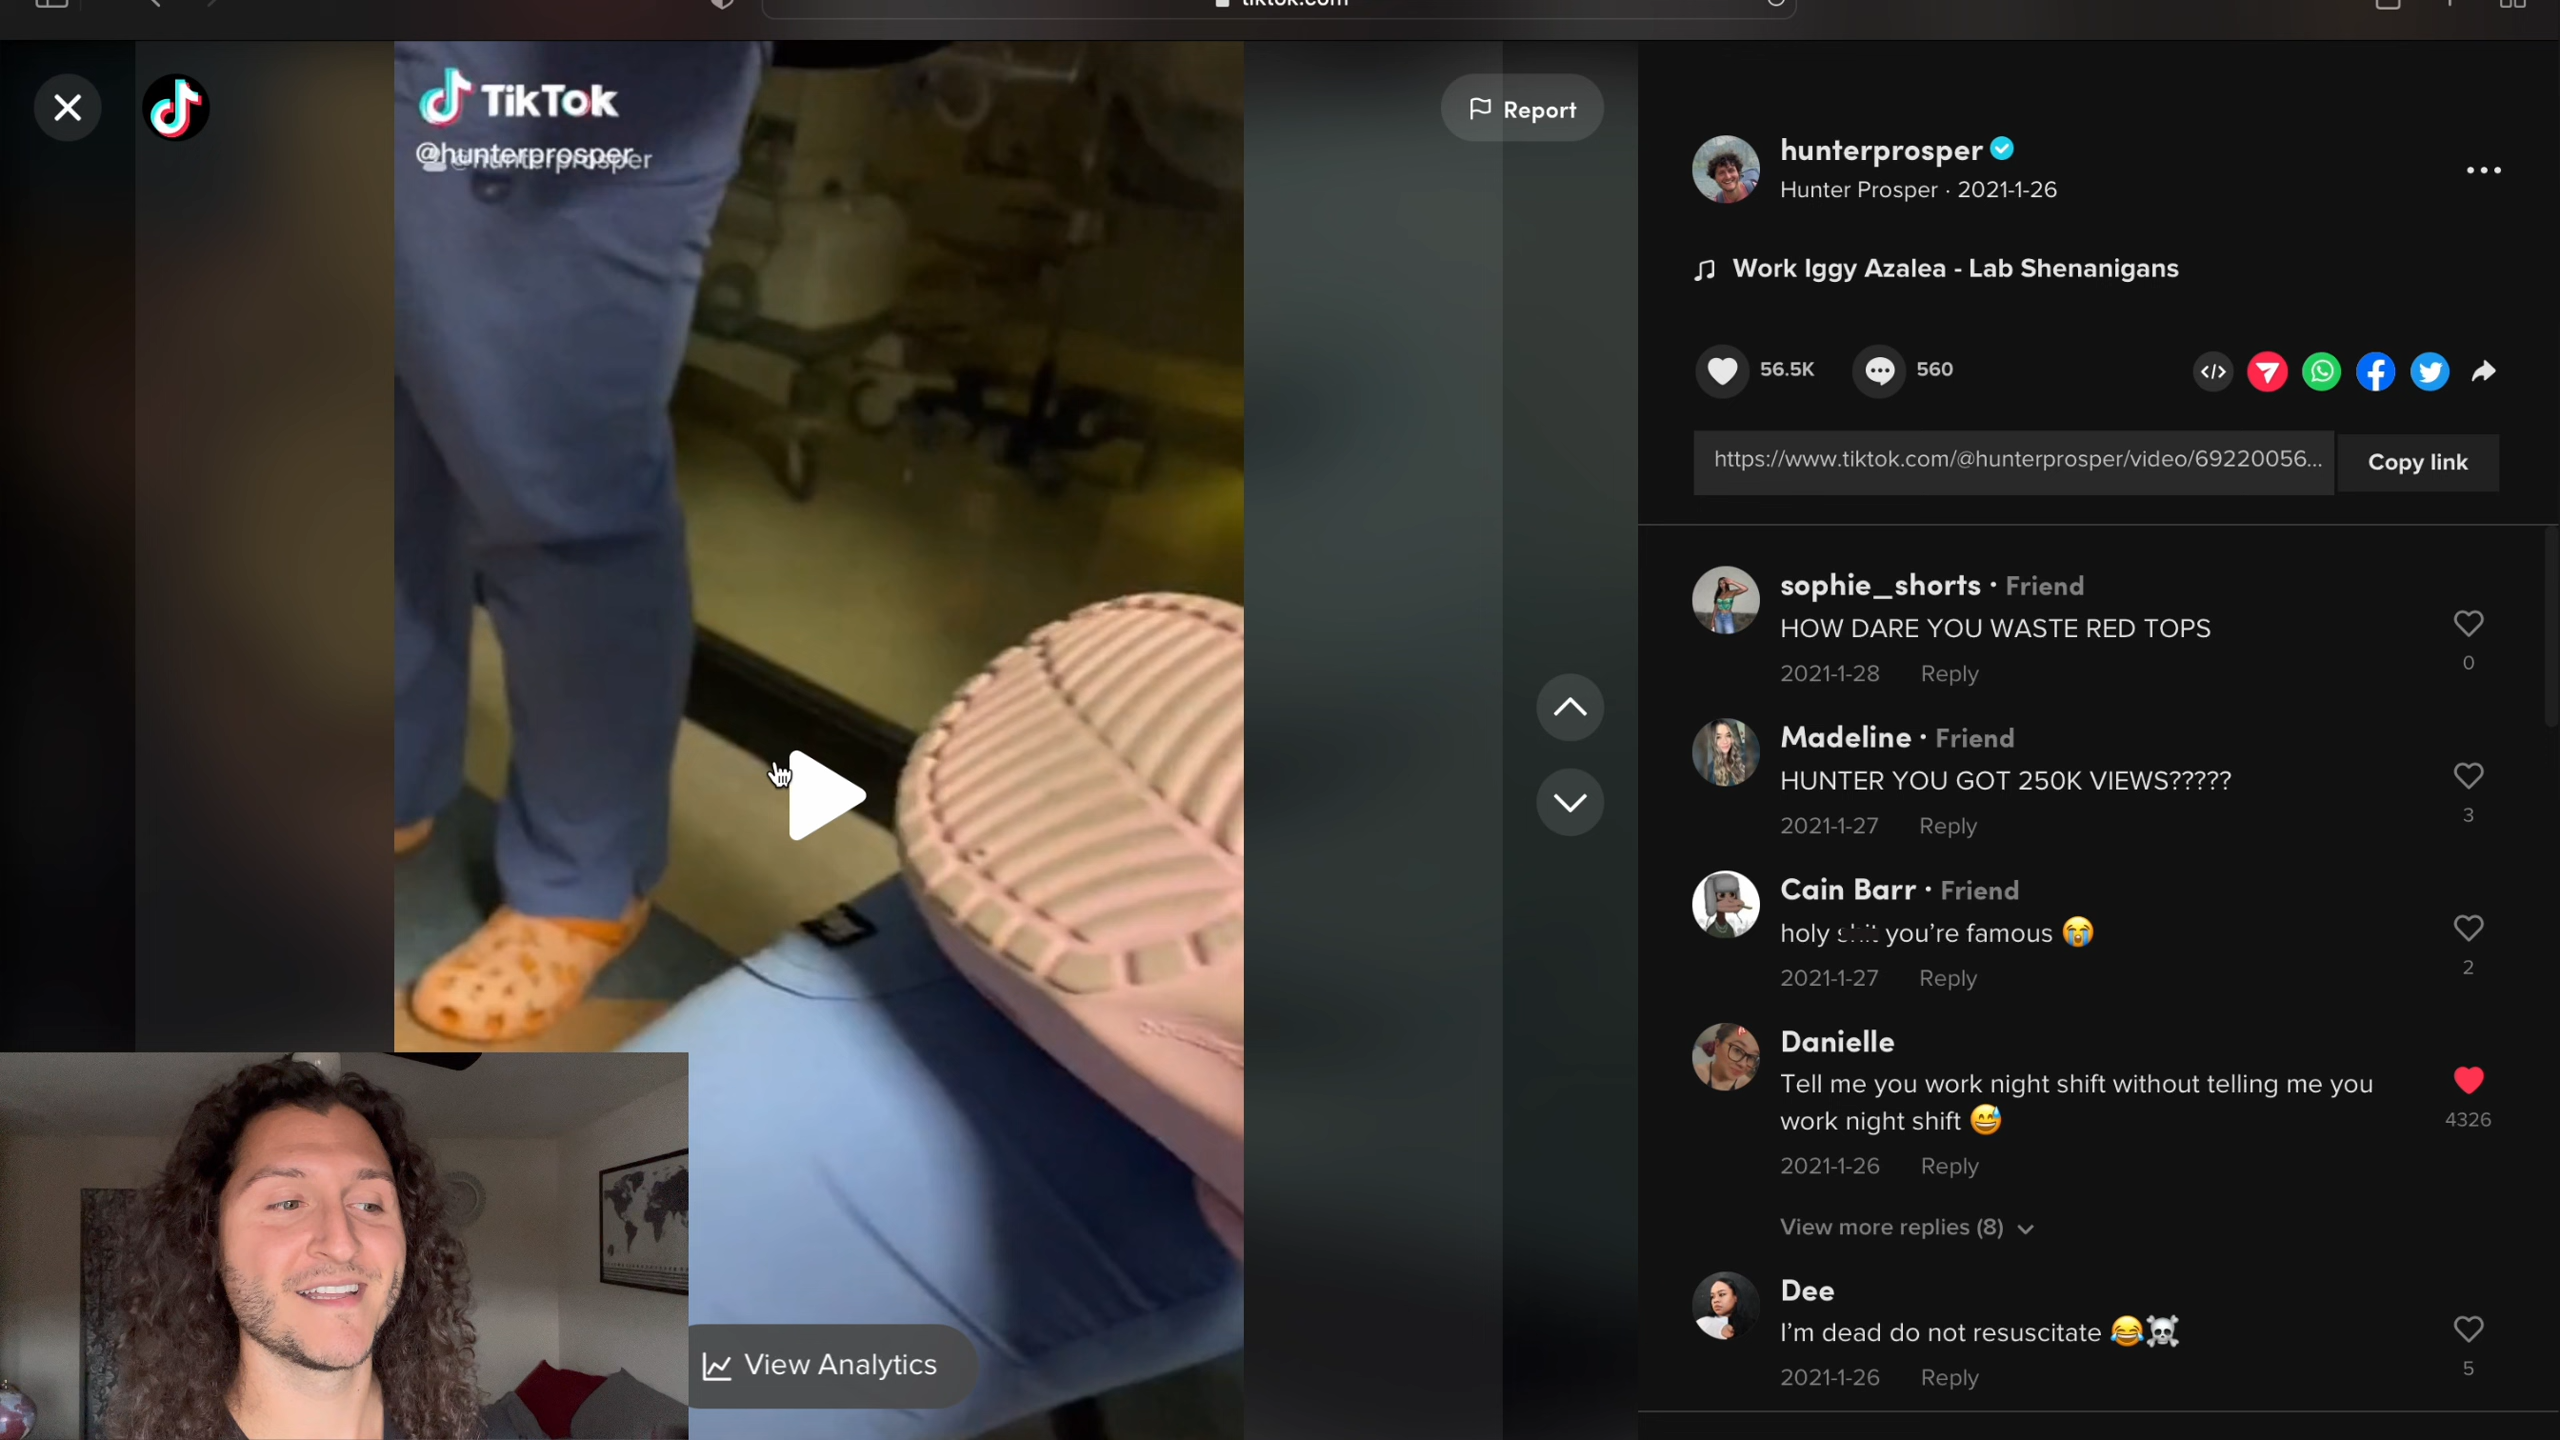 tiktok.com
TikTok
@hunterprosper
@hunterprosper
Report
View Analytics
hunterprosper
Hunter Prosper · 2021-1-26
Work Iggy Azalea - Lab Shenanigans
56.5K
560
https://www.tiktok.com/@hunterprosper/video/69220056...
Copy link
sophie_shorts · Friend
HOW DARE YOU WASTE RED TOPS
0
2021-1-28 Reply
Madeline · Friend
HUNTER YOU GOT 250K VIEWS?????
3
2021-1-27 Reply
Cain Barr · Friend
holy shit you're famous 😭
2
2021-1-27 Reply
Danielle
Tell me you work night shift without telling me you
work night shift 😅
4326
2021-1-26 Reply
View more replies (8)
Dee
I'm dead do not resuscitate 😂☠️
5
2021-1-26 Reply